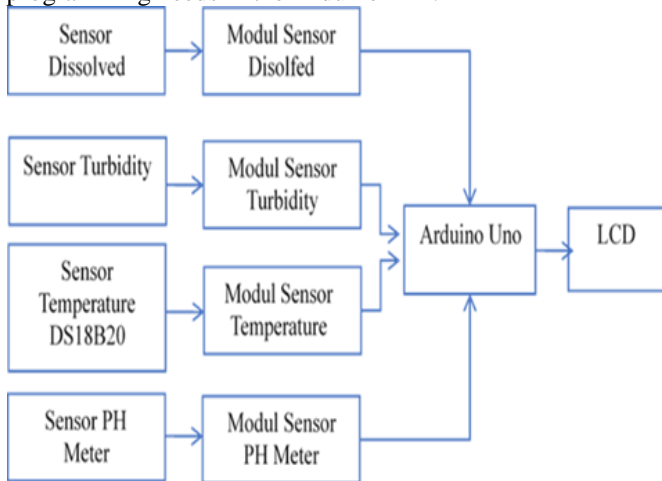 Sensor
Dissolved
Modul Sensor
Disolfed
Sensor Turbidity
Modul Sensor
Turbidity
Arduino Uno
LCD
Sensor
Temperature
DS18B20
Modul Sensor
Temperature
Sensor PH
Meter
Modul Sensor
PH Meter